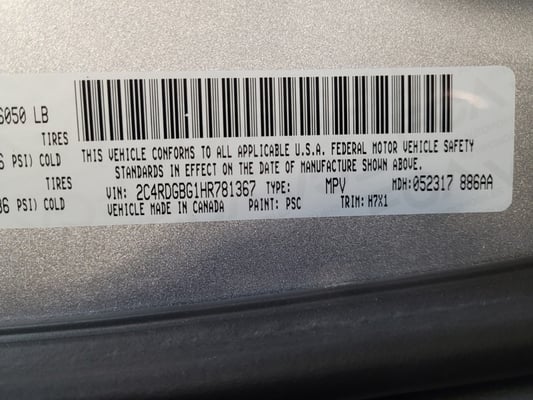 6050 LB
TIRES
PSI) COLD
TIRES
36 PSI) COLD
THIS VEHICLE CONFORMS TO ALL APPLICABLE U.S.A. FEDERAL MOTOR VEHICLE SAFETY
STANDARDS IN EFFECT ON THE DATE OF MANUFACTURE SHOWN ABOVE.
VIN: 2C4RDGBG1HR781367 TYPE: MPV MDH:052317 886AA
VEHICLE MADE IN CANADA PAINT: PSC TRIM: H7X1